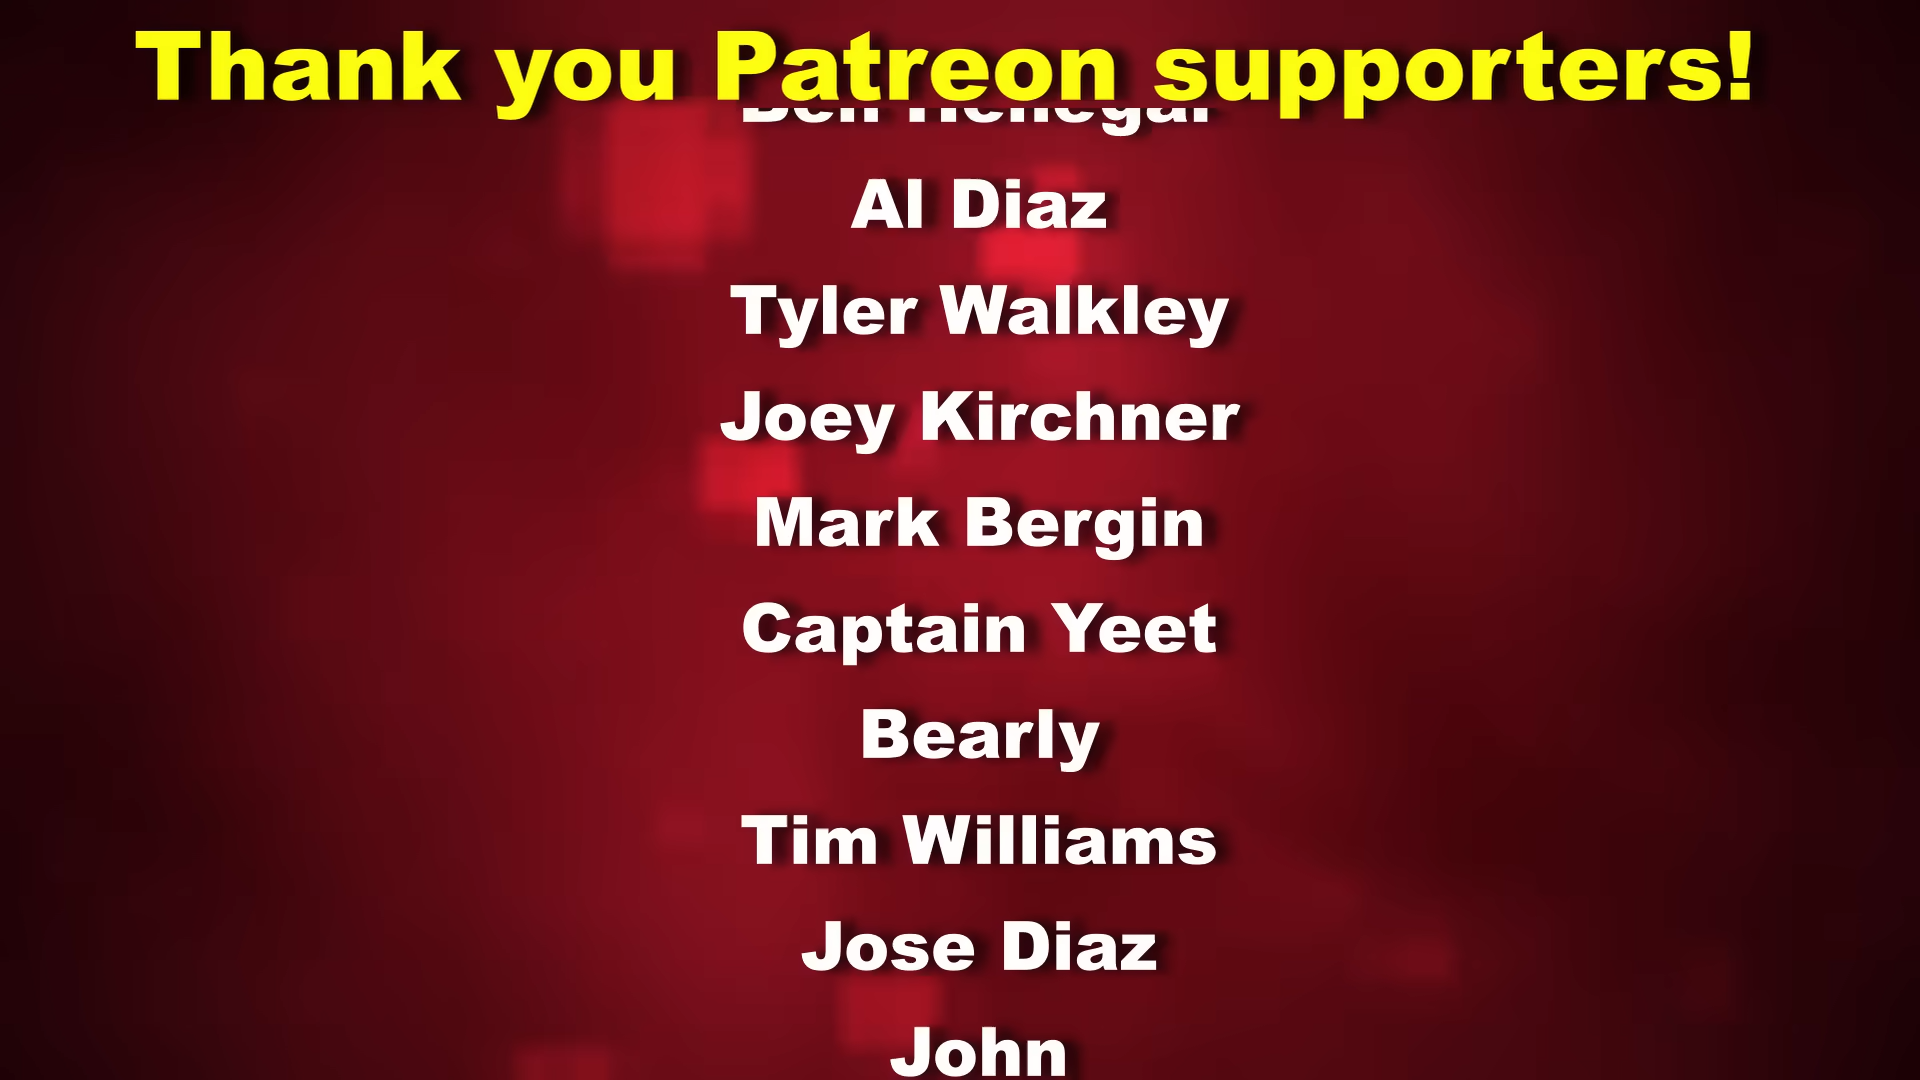 Thank you Patreon supporters!
Al Diaz
Tyler Walkley
Joey Kirchner
Mark Bergin
Captain Yeet
Bearly
Tim Williams
Jose Diaz
John